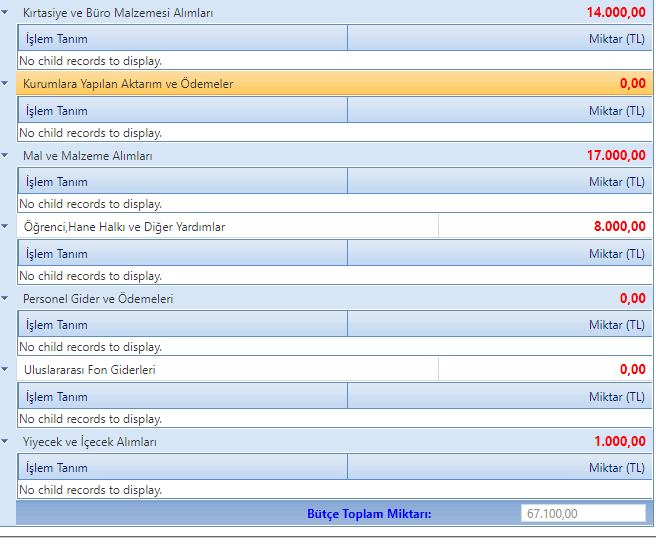 Kırtasiye ve Büro Malzemesi Alımları 14.000,00
İşlem Tanım Miktar (TL)
No child records to display.
Kurumlara Yapılan Aktarım ve Ödemeler 0,00
İşlem Tanım Miktar (TL)
No child records to display.
Mal ve Malzeme Alımları 17.000,00
İşlem Tanım Miktar (TL)
No child records to display.
Öğrenci,Hane Halkı ve Diğer Yardımlar 8.000,00
İşlem Tanım Miktar (TL)
No child records to display.
Personel Gider ve Ödemeleri 0,00
İşlem Tanım Miktar (TL)
No child records to display.
Uluslararası Fon Giderleri 0,00
İşlem Tanım Miktar (TL)
No child records to display.
Yiyecek ve İçecek Alımları 1.000,00
İşlem Tanım Miktar (TL)
No child records to display.
Bütçe Toplam Miktarı: 67.100,00